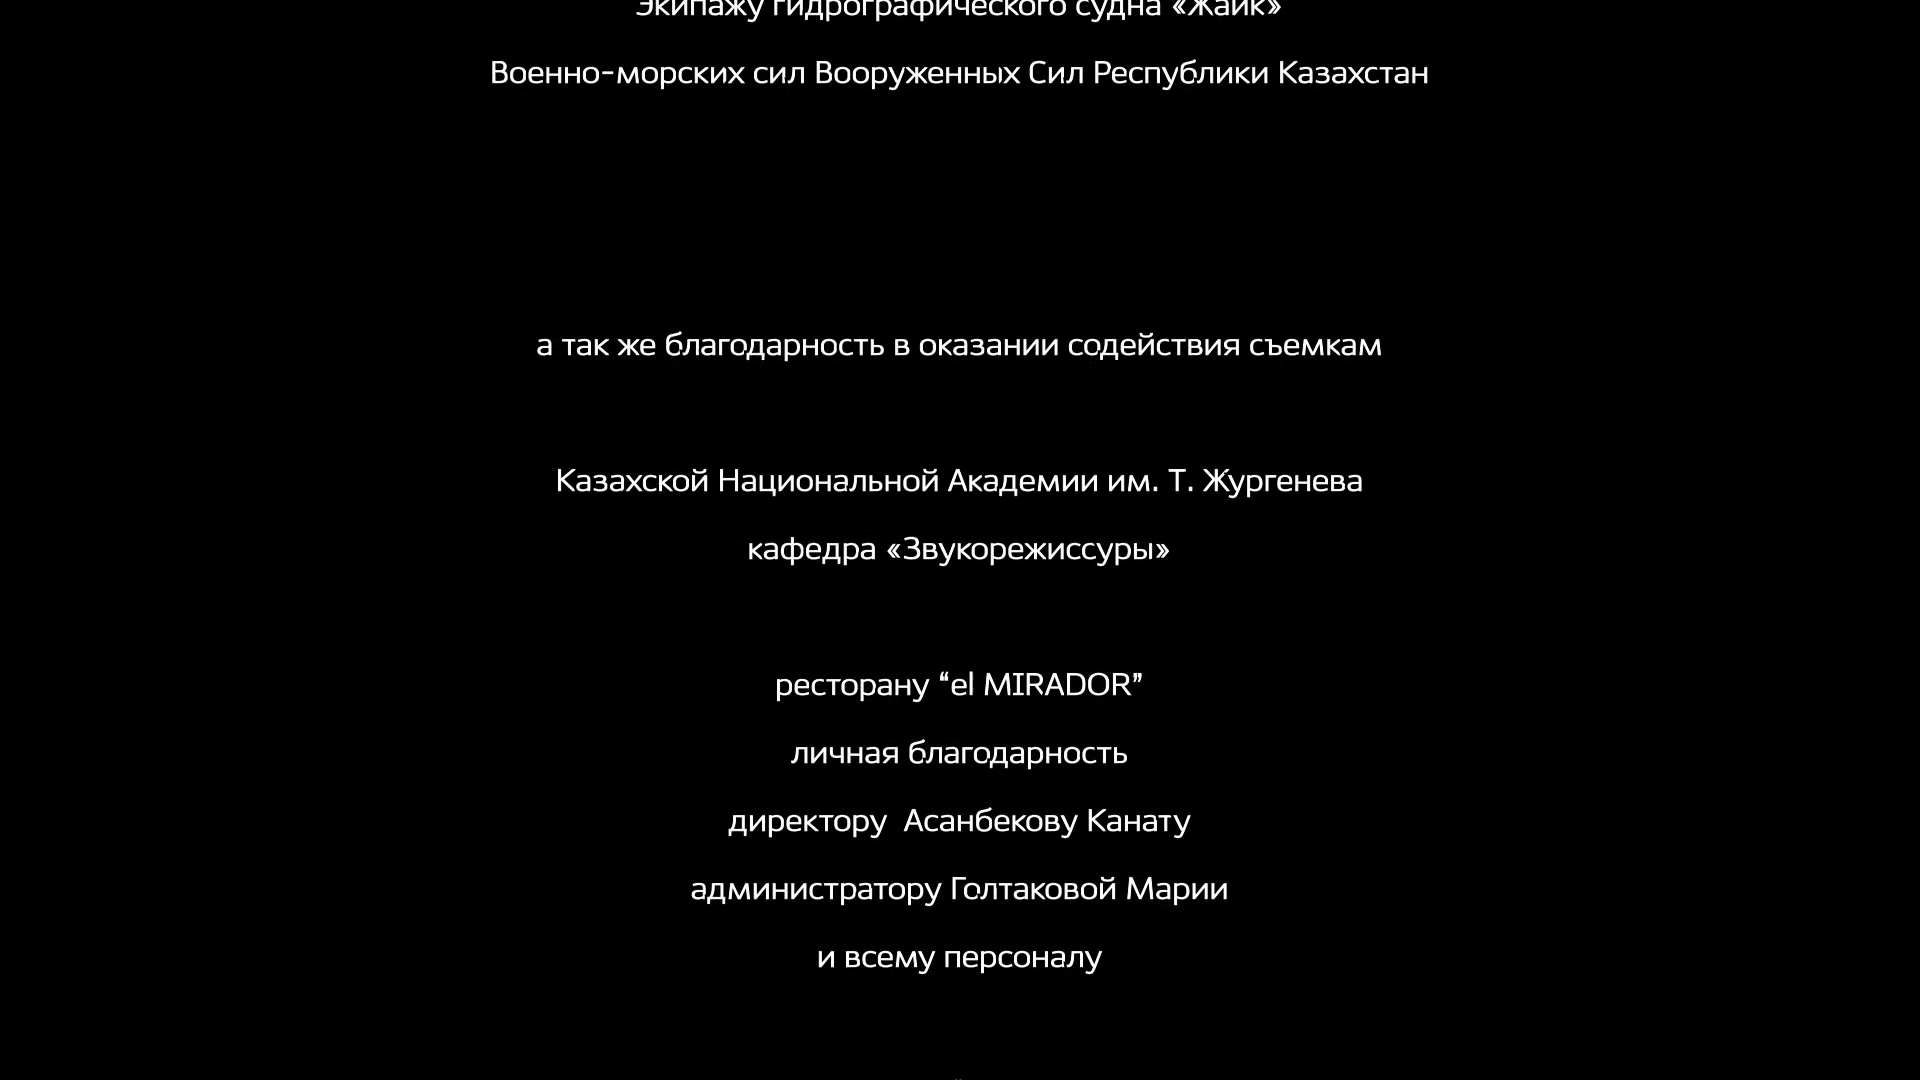 Экипажу гидрографического судна «Жайк»
Военно-морских сил Вооруженных Сил Республики Казахстан
а так же благодарность в оказании содействия съемкам
Казахской Национальной Академии им. Т. Жургенева
кафедра «Звукорежиссуры»
ресторану “el MIRADOR”
личная благодарность
директору Асанбекову Канату
администратору Голтаковой Марии
и всему персоналу